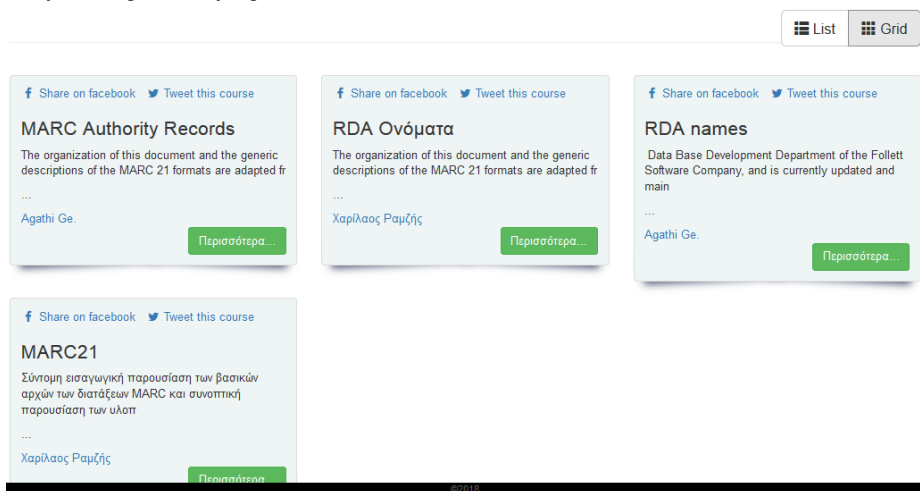 List Grid
Share on facebook Tweet this course
MARC Authority Records
The organization of this document and the generic
descriptions of the MARC 21 formats are adapted fr
...
Agathi Ge.
Περισσότερα...
Share on facebook Tweet this course
RDA Ονόματα
The organization of this document and the generic
descriptions of the MARC 21 formats are adapted fr
...
Χαρίλαος Ραμζής
Περισσότερα...
Share on facebook Tweet this course
RDA names
Data Base Development Department of the Follett
Software Company, and is currently updated and
main
...
Agathi Ge.
Περισσότερα...
Share on facebook Tweet this course
MARC21
Σύντομη εισαγωγική παρουσίαση των βασικών
αρχών των διατάξεων MARC και συνοπτική
παρουσίαση των υλοπ
...
Χαρίλαος Ραμζής
Περισσότερα...
©2018